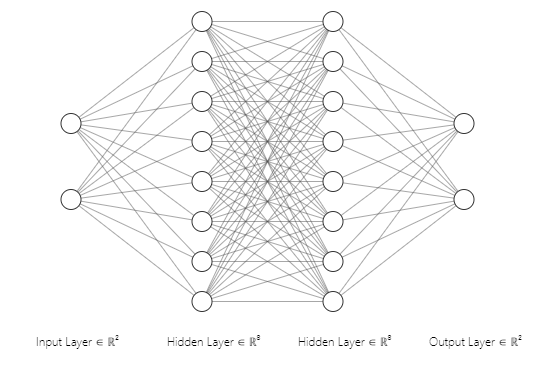 Input Layer ∈ ℝ² Hidden Layer ∈ ℝ⁸ Hidden Layer ∈ ℝ⁸ Output Layer ∈ ℝ²